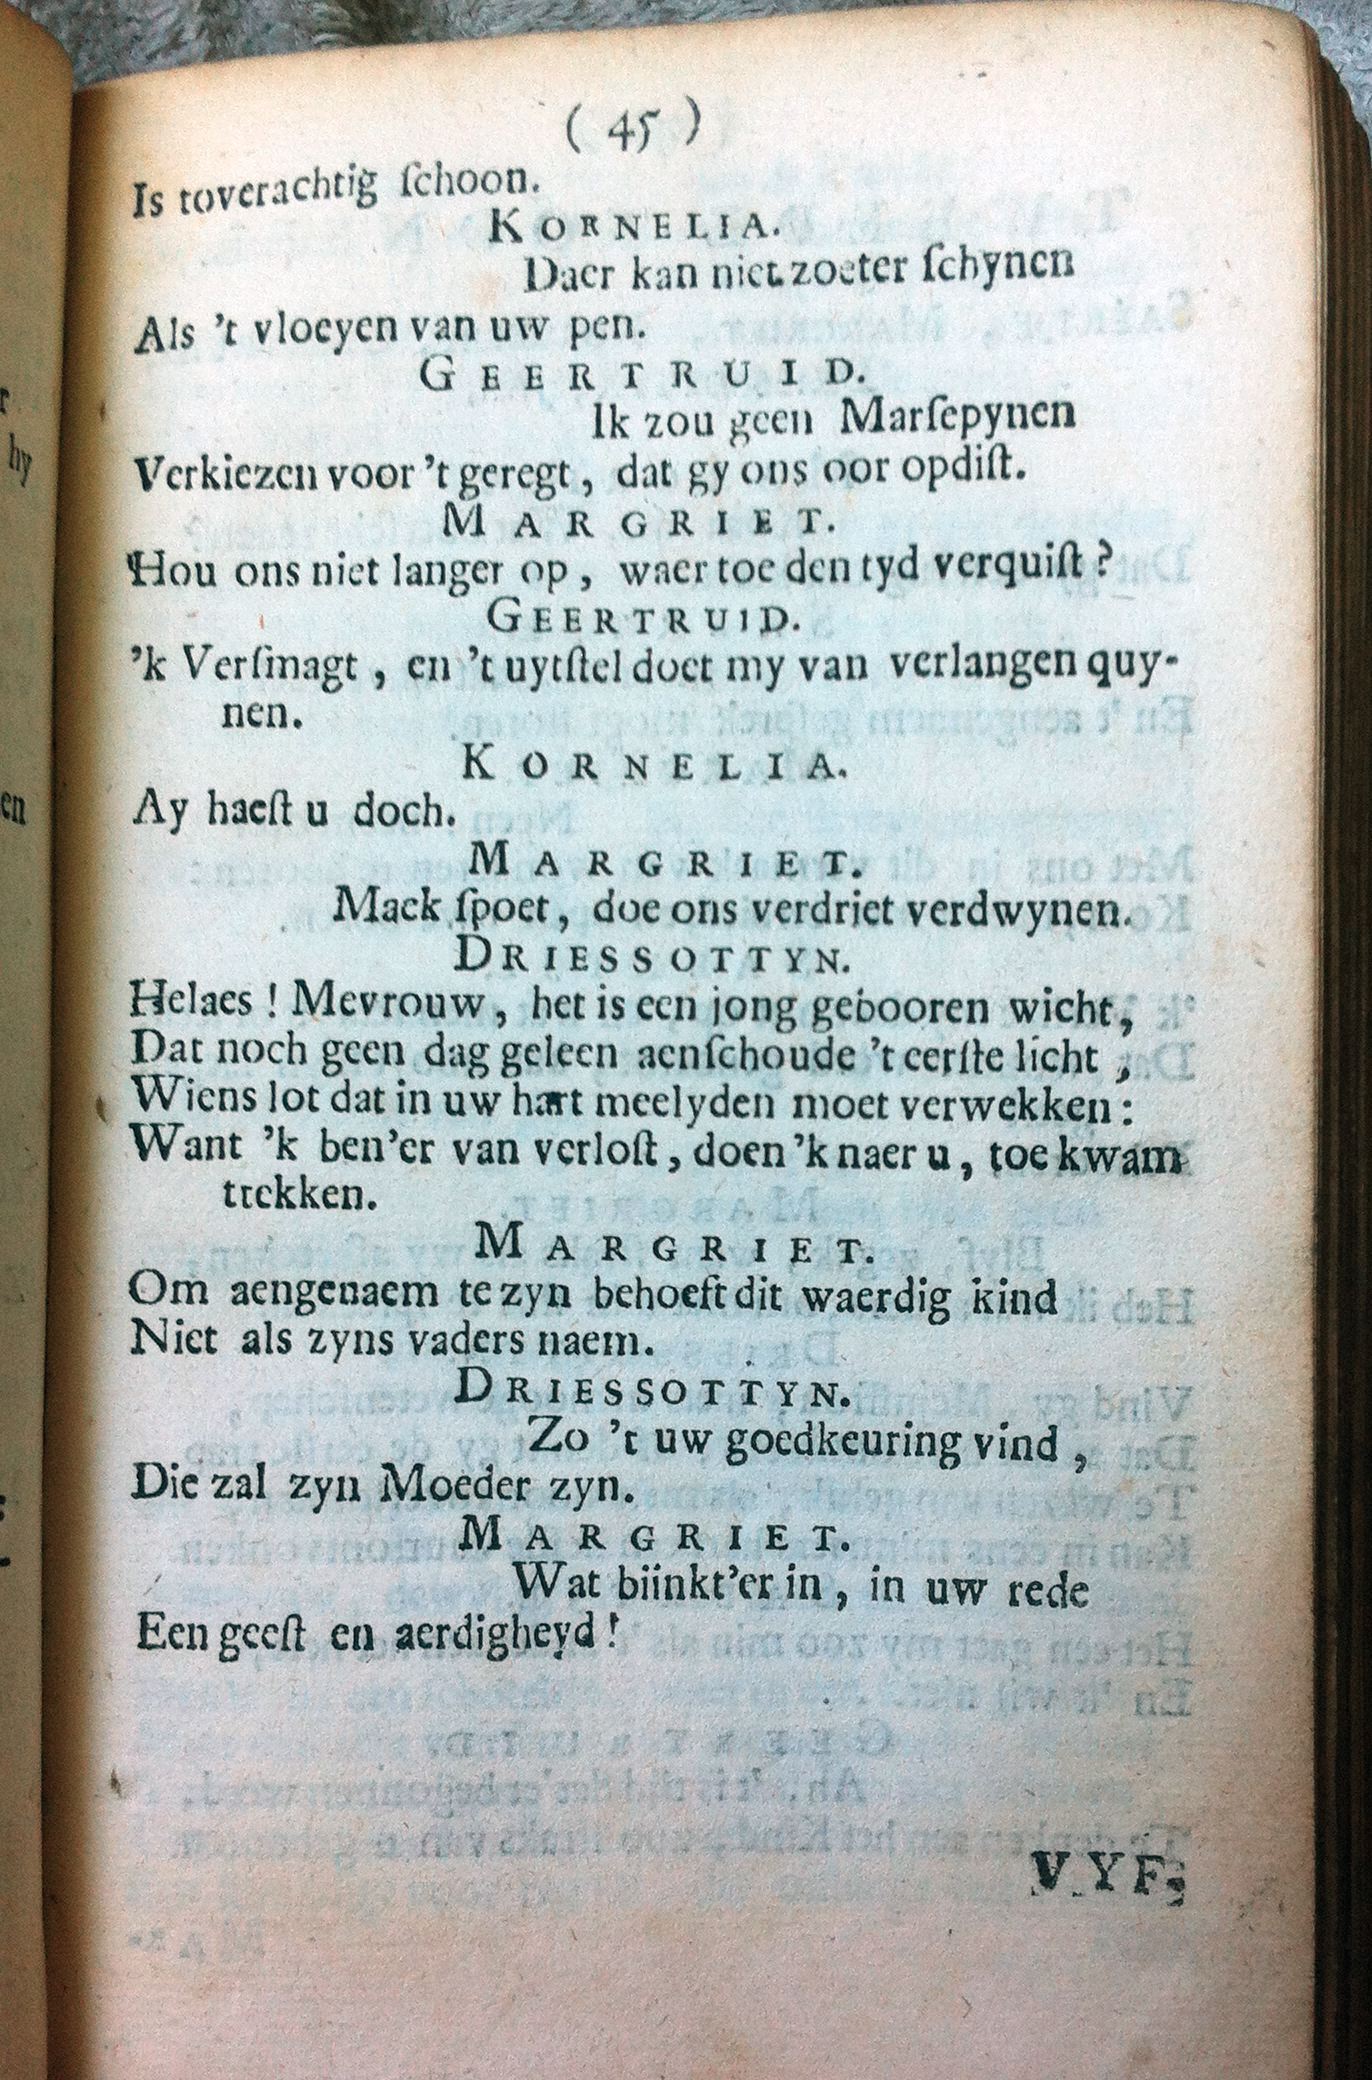 ( 45 )
Is toverachtig ſchoon.
KORNELIA.
Daer kan niet zoeter ſchynen
Als 't vloeyen van uw pen.
GEERTRUID.
Ik zou geen Marſepynen
Verkiezen voor 't geregt, dat gy ons oor opdiſt.
MARGRIET.
Hou ons niet langer op, waer toe den tyd verquiſt?
GEERTRUID.
'k Verſmagt, en 't uytſtel doet my van verlangen quy-
nen.
KORNELIA.
Ay haeſt u doch.
MARGRIET.
Maek ſpoet, doe ons verdriet verdwynen.
DRIESSOTTYN.
Helaes! Mevrouw, het is een jong gebooren wicht,
Dat noch geen dag geleen aenſchoude 't eerſte licht,
Wiens lot dat in uw hart meelyden moet verwekken:
Want 'k ben'er van verloſt, doen 'k naer u, toe kwam
trekken.
MARGRIET.
Om aengenaem te zyn behoeft dit waerdig kind
Niet als zyns vaders naem.
DRIESSOTTYN.
Zo 't uw goedkeuring vind,
Die zal zyn Moeder zyn.
MARGRIET.
Wat blinkt'er in, in uw rede
Een geeſt en aerdigheyd!
VYF-